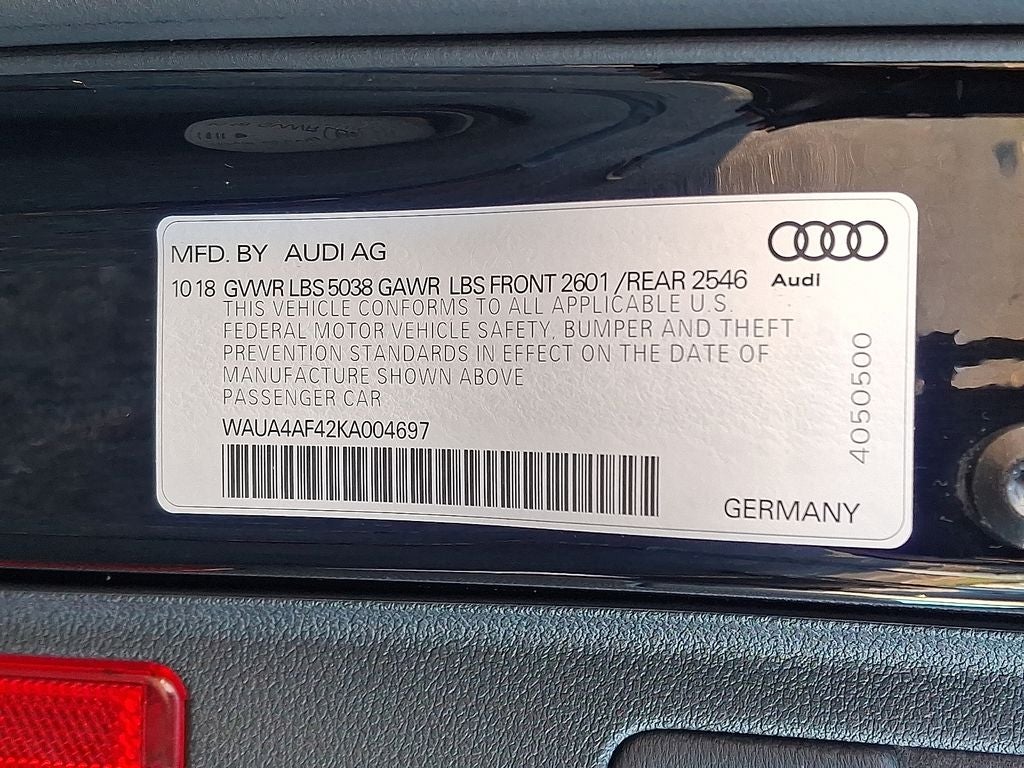 MFD. BY AUDI AG
10 18 GVWR LBS 5038 GAWR LBS FRONT 2601 /REAR 2546
Audi
THIS VEHICLE CONFORMS TO ALL APPLICABLE U.S.
FEDERAL MOTOR VEHICLE SAFETY, BUMPER AND THEFT
PREVENTION STANDARDS IN EFFECT ON THE DATE OF
MANUFACTURE SHOWN ABOVE
PASSENGER CAR
WAUA4AF42KA004697
4050500
GERMANY